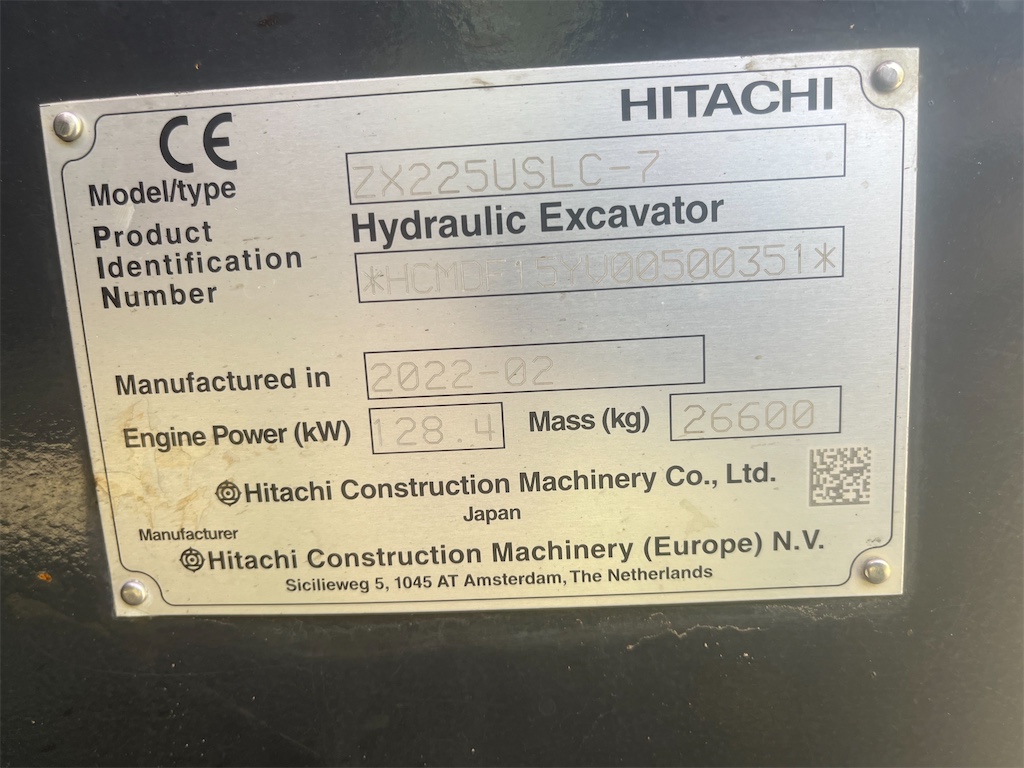 HITACHI
CE
Model/type ZX225USLC-7
Hydraulic Excavator
Product
Identification
Number *HCMDF15YU00500351*
Manufactured in 2022-02
Engine Power (kW) 128.4 Mass (kg) 26600
Hitachi Construction Machinery Co., Ltd.
Japan
Manufacturer
Hitachi Construction Machinery (Europe) N.V.
Sicilieweg 5, 1045 AT Amsterdam, The Netherlands